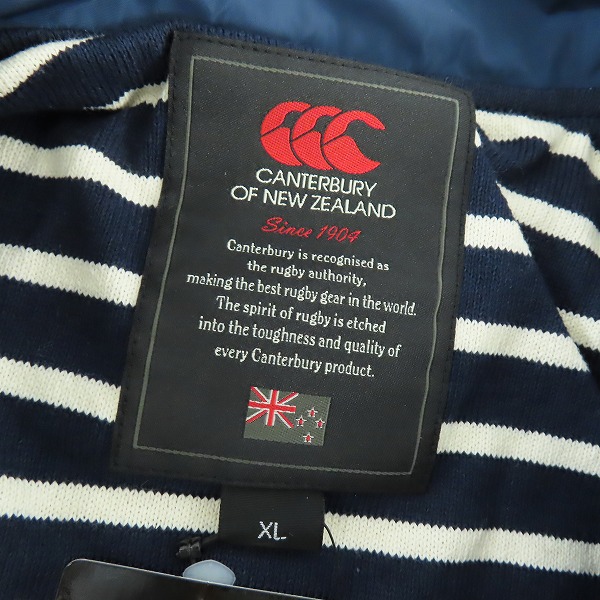 CANTERBURY
OF NEW ZEALAND
Since 1904
Canterbury is recognised as
the rugby authority,
making the best rugby gear in the world.
The spirit of rugby is etched
into the toughness and quality of
every Canterbury product.
XL